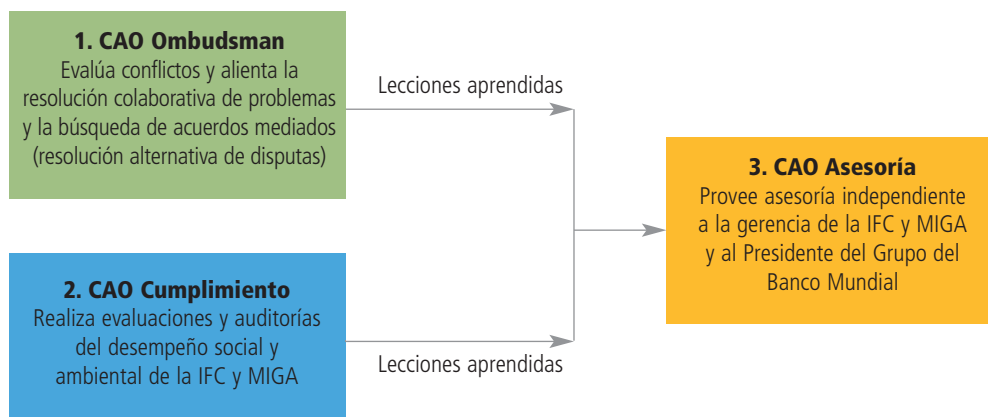 1. CAO Ombudsman
Evalúa conflictos y alienta la
resolución colaborativa de problemas
y la búsqueda de acuerdos mediados
(resolución alternativa de disputas)
Lecciones aprendidas
2. CAO Cumplimiento
Realiza evaluaciones y auditorías
del desempeño social y
ambiental de la IFC y MIGA
Lecciones aprendidas
3. CAO Asesoría
Provee asesoría independiente
a la gerencia de la IFC y MIGA
y al Presidente del Grupo del
Banco Mundial